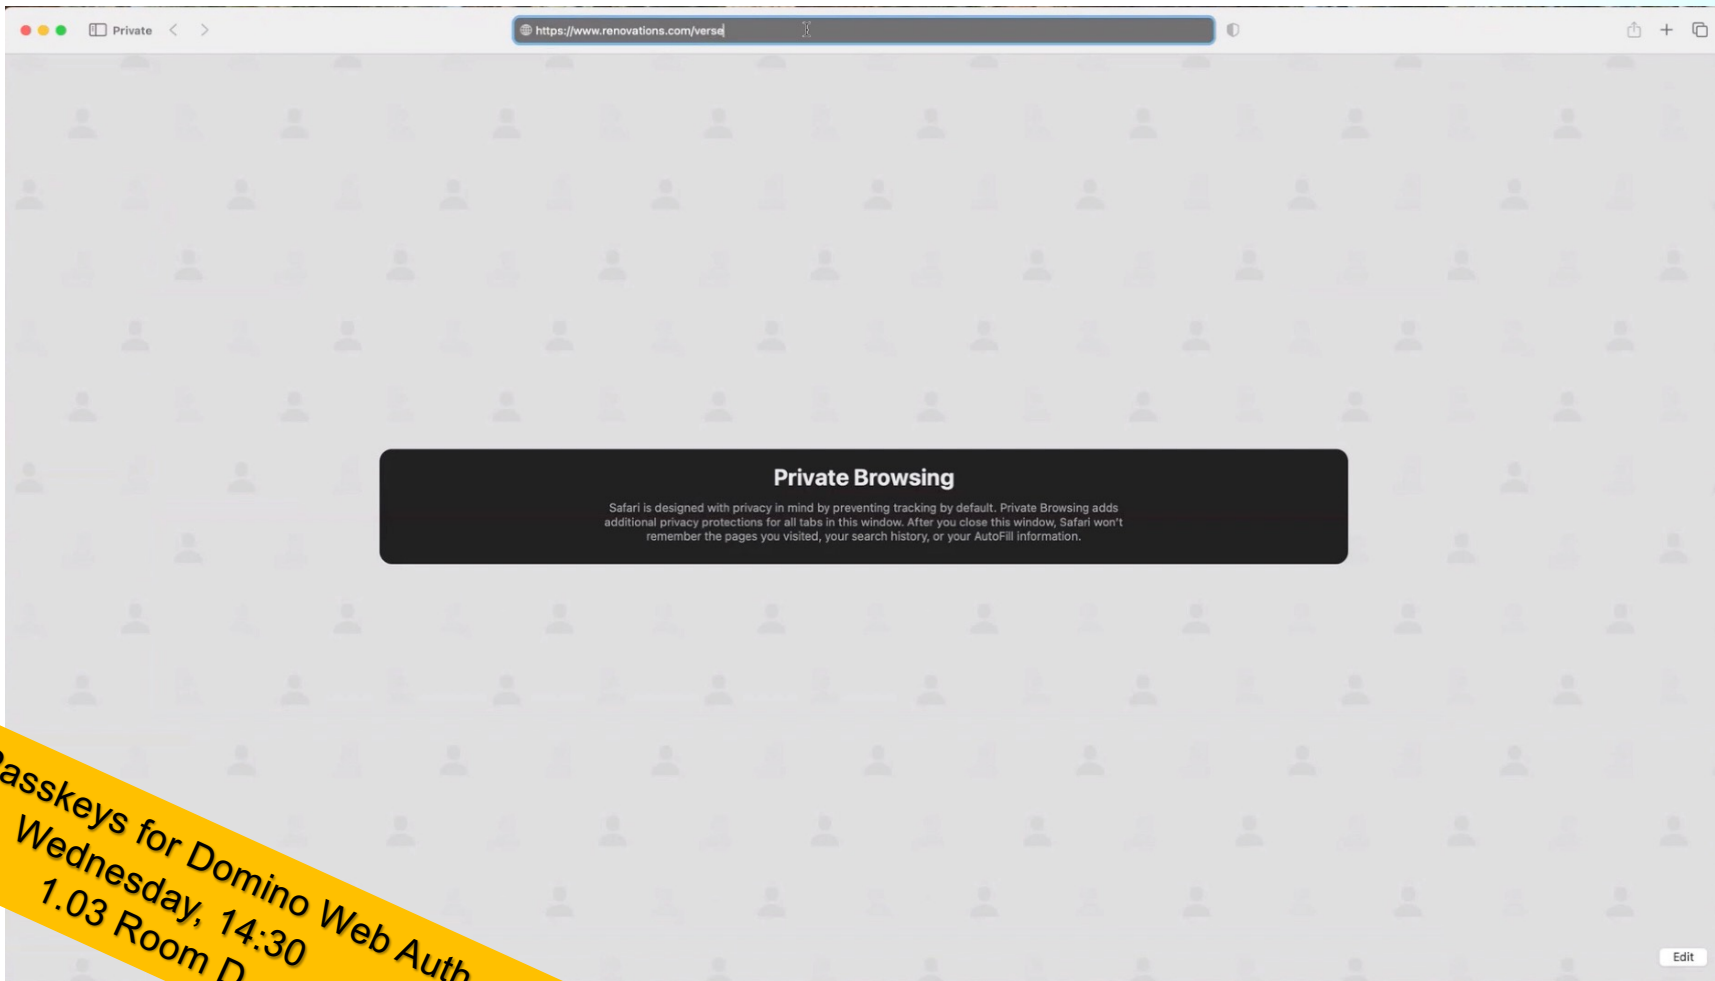 Private
https://www.renovations.com/verse
Private Browsing
Safari is designed with privacy in mind by preventing tracking by default. Private Browsing adds
additional privacy protections for all tabs in this window. After you close this window, Safari won't
remember the pages you visited, your search history, or your AutoFill information.
Passkeys for Domino Web Auth
Wednesday, 14:30
1.03 Room D
Edit